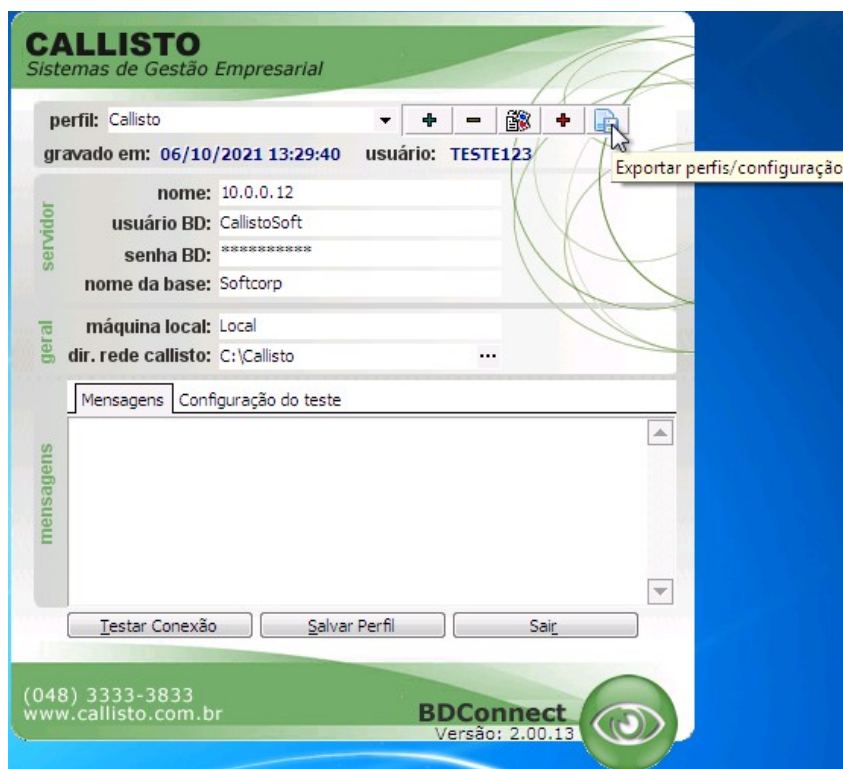 CALLISTO
Sistemas de Gestão Empresarial
perfil: Callisto
gravado em: 06/10/2021 13:29:40 usuário: TESTE123
Exportar perfis/configuração
servidor
nome: 10.0.0.12
usuário BD: CallistoSoft
senha BD: **********
nome da base: Softcorp
geral
máquina local: Local
dir. rede callisto: C:\Callisto ...
mensagens
Mensagens Configuração do teste
Testar Conexão Salvar Perfil Sair
(048) 3333-3833
www.callisto.com.br
BDConnect
Versão: 2.00.13